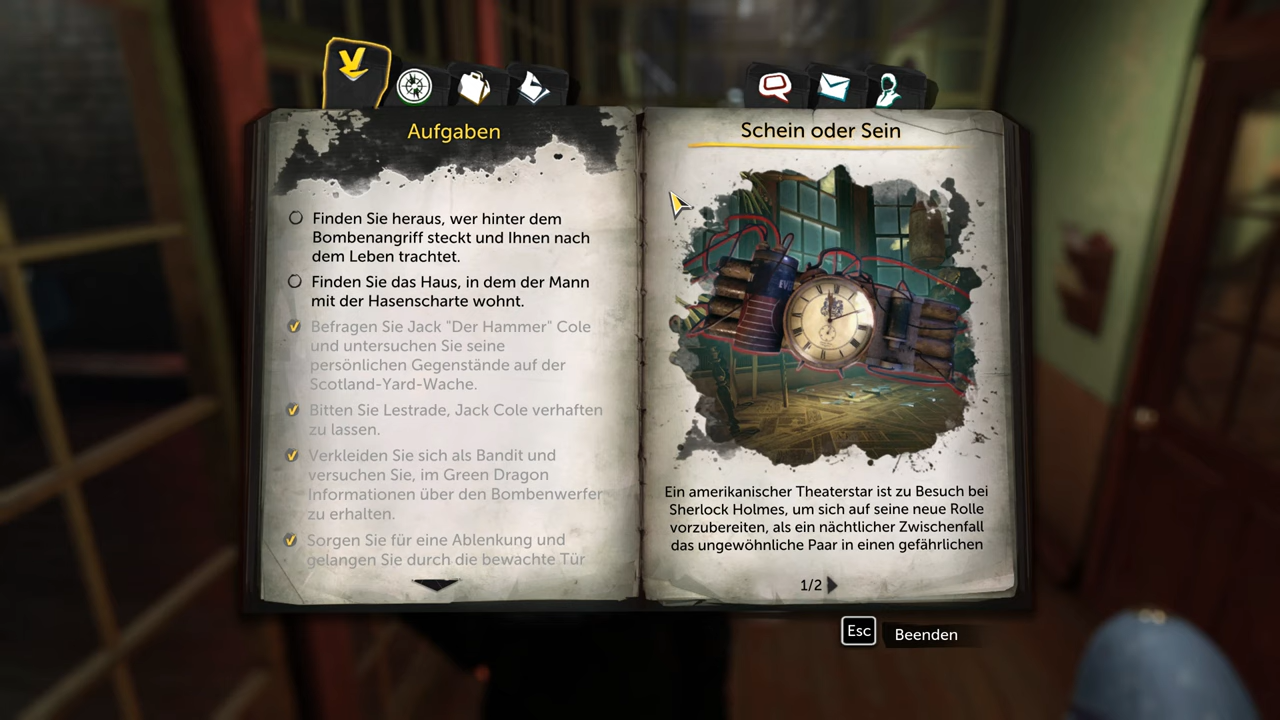 Aufgaben
Finden Sie heraus, wer hinter dem
Bombenangriff steckt und Ihnen nach
dem Leben trachtet.
Finden Sie das Haus, in dem der Mann
mit der Hasenscharte wohnt.
Befragen Sie Jack "Der Hammer" Cole
und untersuchen Sie seine
persönlichen Gegenstände auf der
Scotland-Yard-Wache.
Bitten Sie Lestrade, Jack Cole verhaften
zu lassen.
Verkleiden Sie sich als Bandit und
versuchen Sie, im Green Dragon
Informationen über den Bombenwerfer
zu erhalten.
Sorgen Sie für eine Ablenkung und
gelangen Sie durch die bewachte Tür
Schein oder Sein
Ein amerikanischer Theaterstar ist zu Besuch bei
Sherlock Holmes, um sich auf seine neue Rolle
vorzubereiten, als ein nächtlicher Zwischenfall
das ungewöhnliche Paar in einen gefährlichen
1/2
Esc Beenden